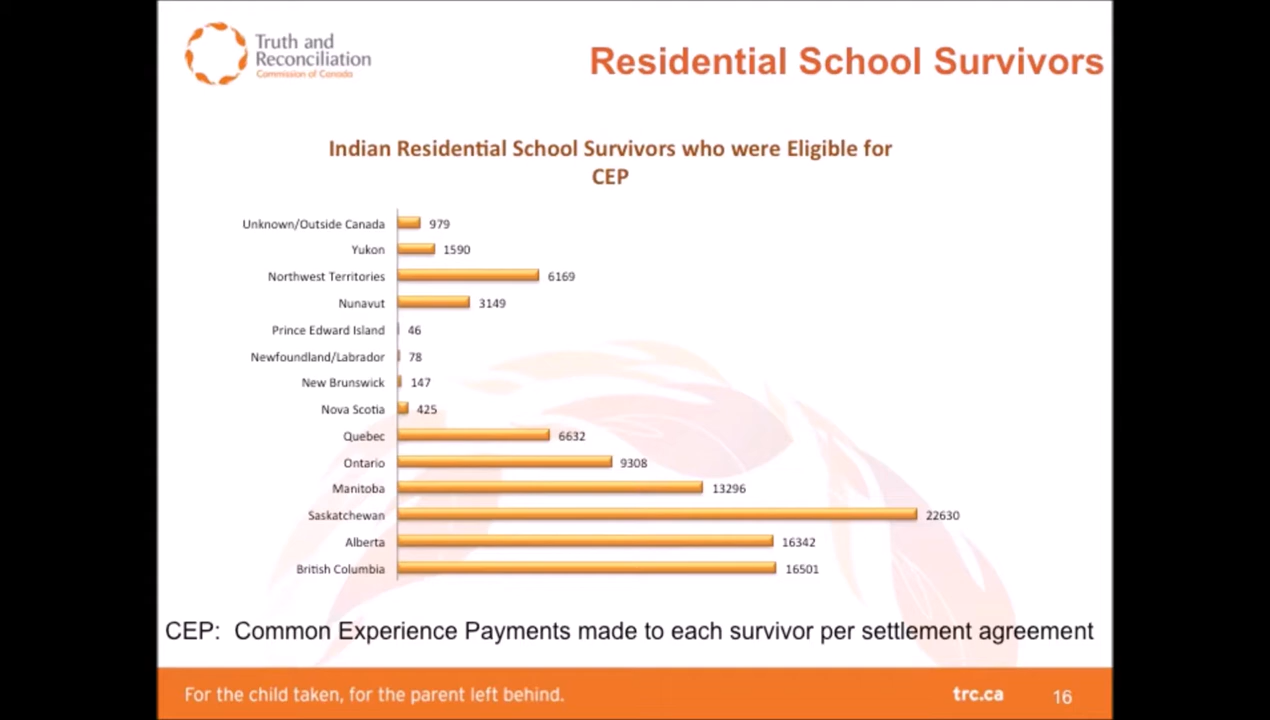 Truth and
Reconciliation
Commission of Canada
Residential School Survivors
Indian Residential School Survivors who were Eligible for
CEP
Unknown/Outside Canada 979
Yukon 1590
Northwest Territories 6169
Nunavut 3149
Prince Edward Island 46
Newfoundland/Labrador 78
New Brunswick 147
Nova Scotia 425
Quebec 6632
Ontario 9308
Manitoba 13296
Saskatchewan 22630
Alberta 16342
British Columbia 16501
CEP: Common Experience Payments made to each survivor per settlement agreement
For the child taken, for the parent left behind. trc.ca 16